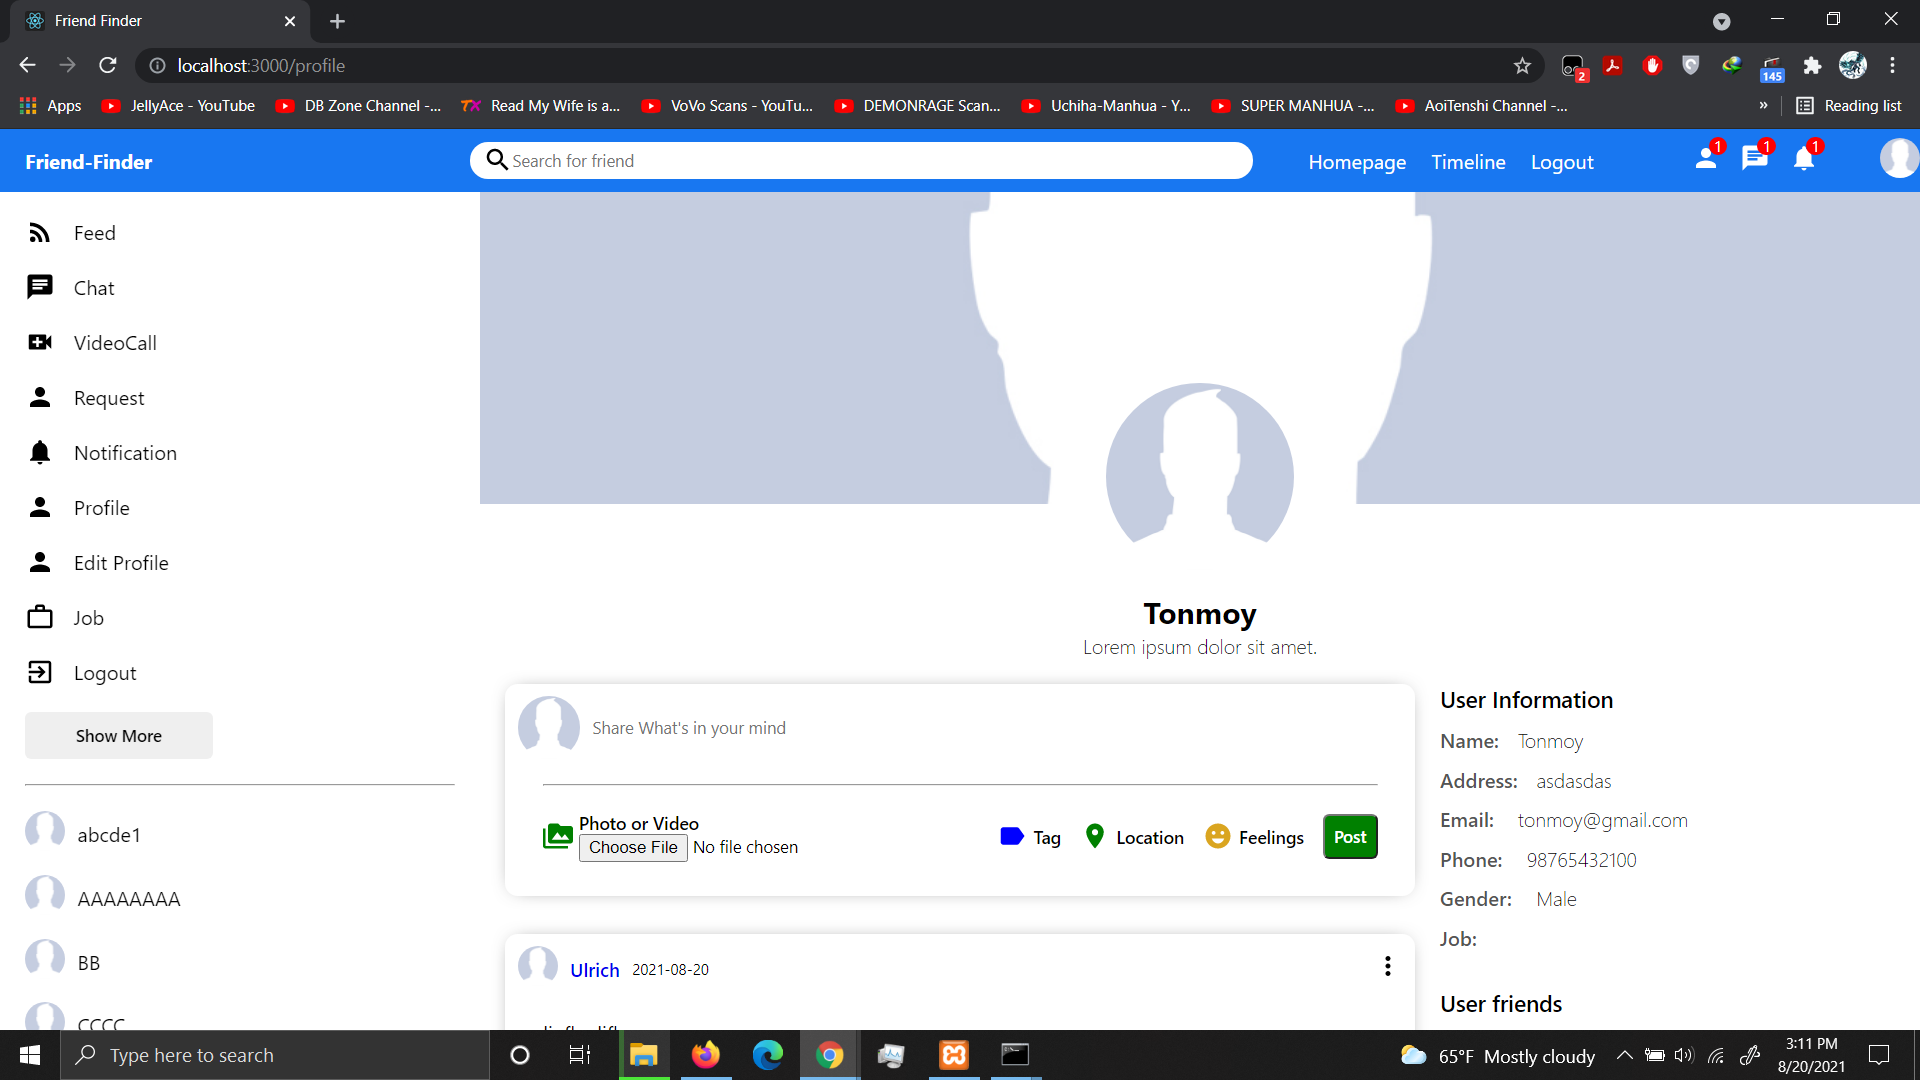 Friend Finder
localhost:3000/profile
2
145
Apps
JellyAce - YouTube
DB Zone Channel -...
Read My Wife is a...
VoVo Scans - YouTu...
DEMONRAGE Scan...
Uchiha-Manhua - Y...
SUPER MANHUA -...
AoiTenshi Channel -...
»
Reading list
Friend-Finder
Search for friend
Homepage
Timeline
Logout
1
1
1
Feed
Chat
VideoCall
Request
Notification
Profile
Edit Profile
Job
Logout
Show More
abcde1
AAAAAAAA
BB
CCCC
Tonmoy
Lorem ipsum dolor sit amet.
Share What's in your mind
Photo or Video
Choose File No file chosen
Tag
Location
Feelings
Post
Ulrich 2021-08-20
User Information
Name: Tonmoy
Address: asdasdas
Email: tonmoy@gmail.com
Phone: 98765432100
Gender: Male
Job:
User friends
Type here to search
65°F Mostly cloudy
3:11 PM
8/20/2021